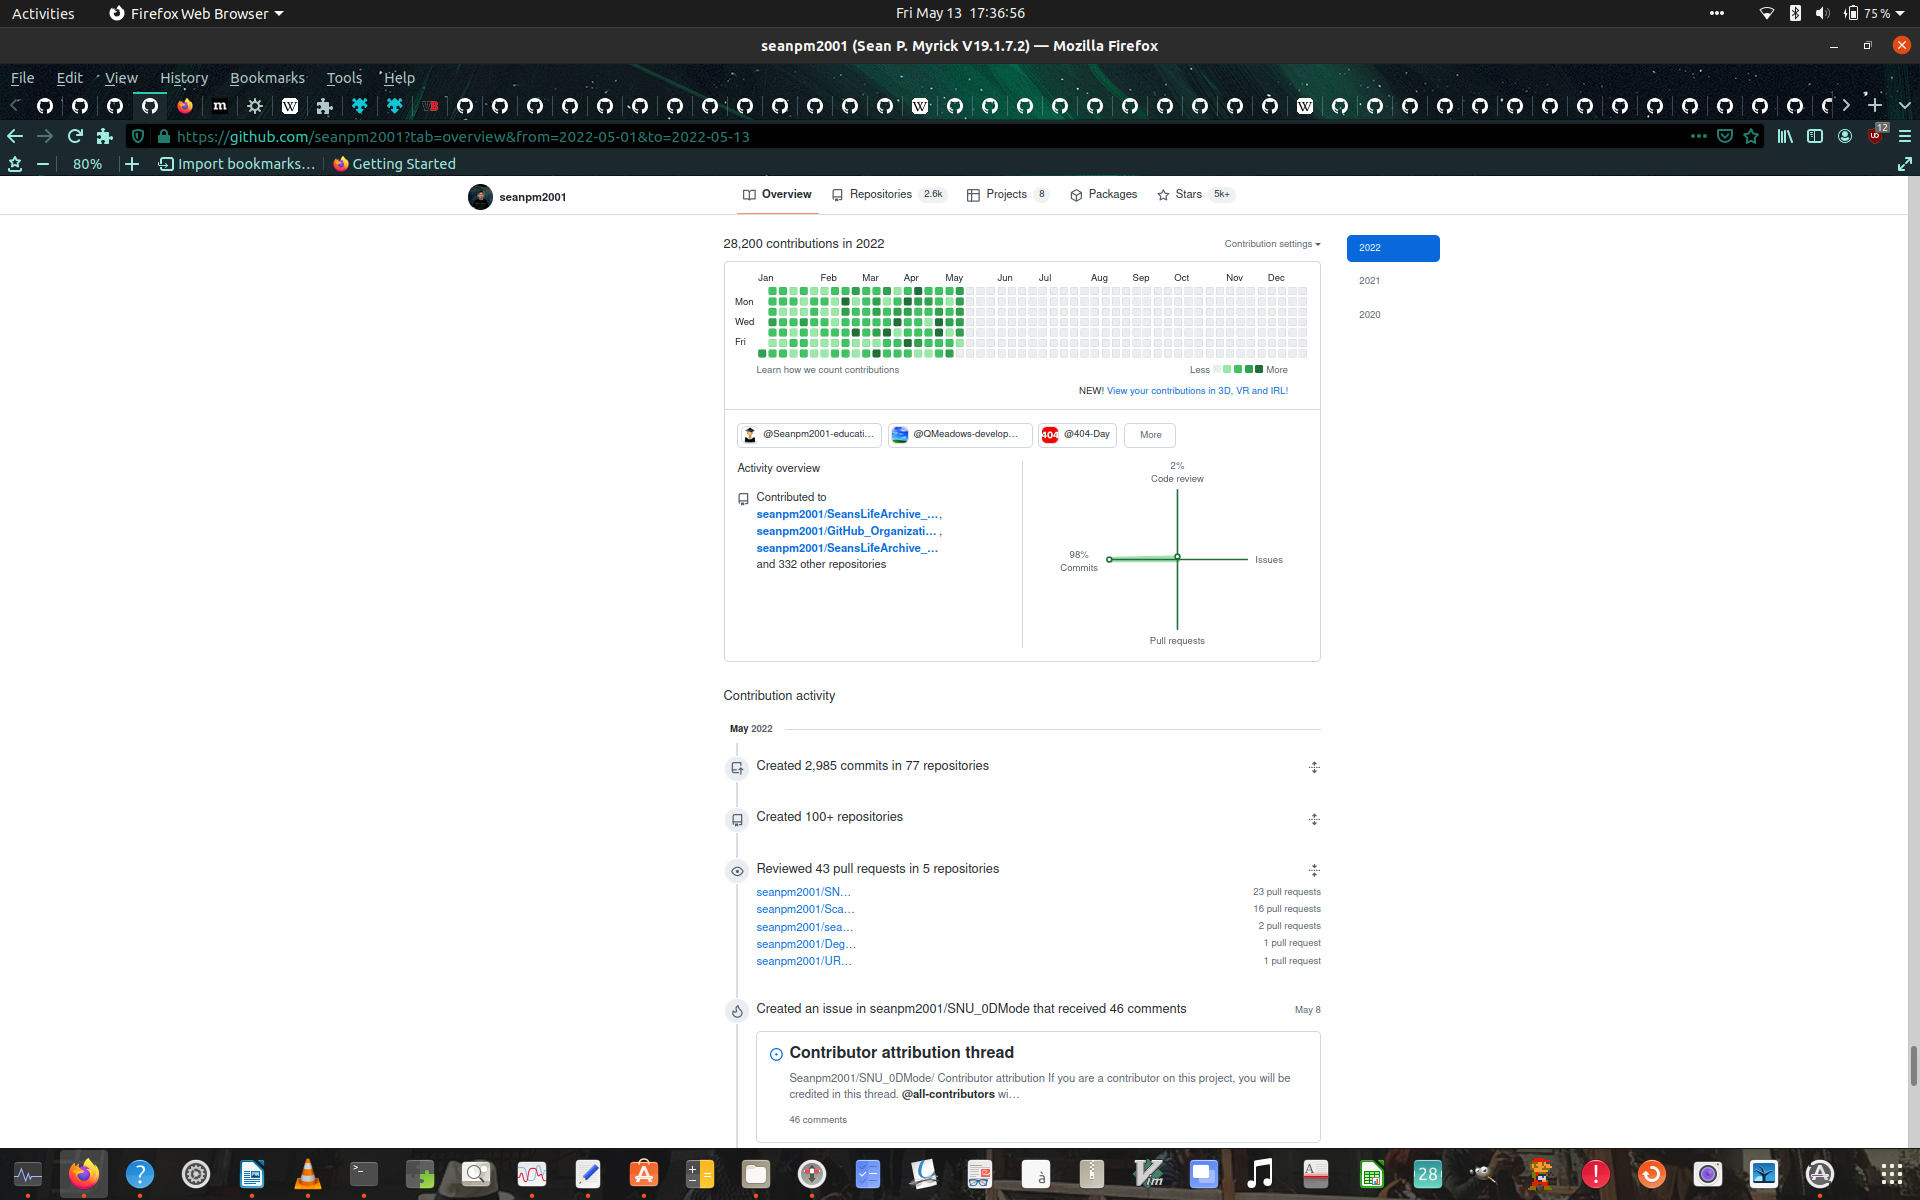 Activities
Firefox Web Browser
Fri May 13 17:36:56
75 %
seanpm2001 (Sean P. Myrick V19.1.7.2) — Mozilla Firefox
File Edit View History Bookmarks Tools Help
https://github.com/seanpm2001?tab=overview&from=2022-05-01&to=2022-05-13
12
80%
Import bookmarks...
Getting Started
seanpm2001
Overview
Repositories 2.6k
Projects 8
Packages
Stars 5k+
28,200 contributions in 2022
Contribution settings
2022
2021
2020
Jan Feb Mar Apr May Jun Jul Aug Sep Oct Nov Dec
Mon
Wed
Fri
Learn how we count contributions
Less More
NEW! View your contributions in 3D, VR and IRL!
@Seanpm2001-educati...
@QMeadows-develop...
404 @404-Day
More
Activity overview
Contributed to
seanpm2001/SeansLifeArchive_...,
seanpm2001/GitHub_Organizati... ,
seanpm2001/SeansLifeArchive_...
and 332 other repositories
2%
Code review
98%
Commits
Issues
Pull requests
Contribution activity
May 2022
Created 2,985 commits in 77 repositories
Created 100+ repositories
Reviewed 43 pull requests in 5 repositories
seanpm2001/SN... 23 pull requests
seanpm2001/Sca... 16 pull requests
seanpm2001/sea... 2 pull requests
seanpm2001/Deg... 1 pull request
seanpm2001/UR... 1 pull request
Created an issue in seanpm2001/SNU_0DMode that received 46 comments
May 8
Contributor attribution thread
Seanpm2001/SNU_0DMode/ Contributor attribution If you are a contributor on this project, you will be
credited in this thread. @all-contributors wi...
46 comments
28